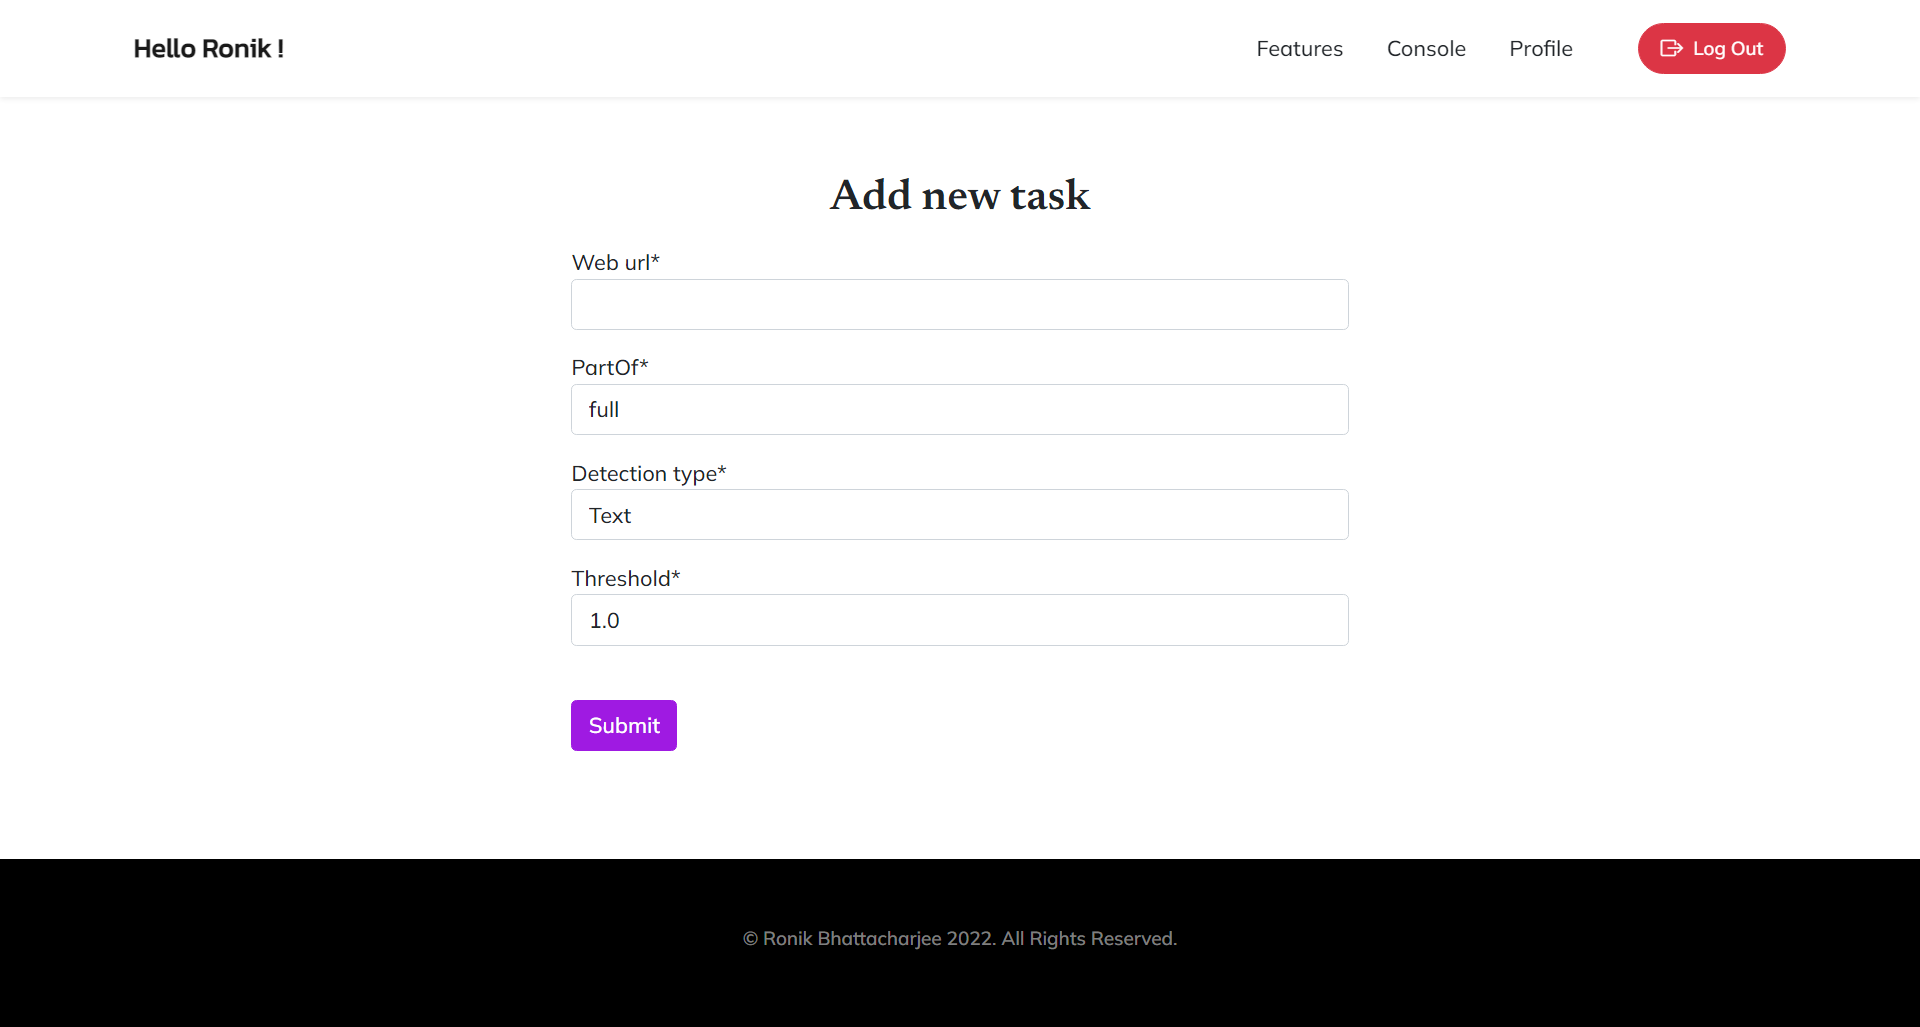 Hello Ronik !
Features Console Profile Log Out
Add new task
Web url*
PartOf*
full
Detection type*
Text
Threshold*
1.0
Submit
© Ronik Bhattacharjee 2022. All Rights Reserved.